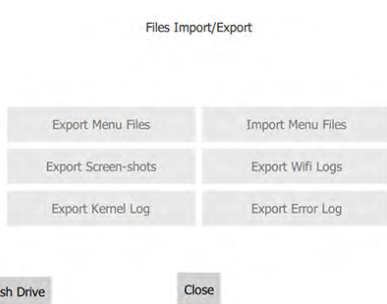 Files Import/Export
Export Menu Files Import Menu Files
Export Screen-shots Export Wifi Logs
Export Kernel Log Export Error Log
sh Drive Close